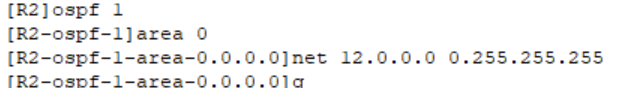 [R2]ospf 1
[R2-ospf-1]area 0
[R2-ospf-1-area-0.0.0.0]net 12.0.0.0 0.255.255.255
[R2-ospf-1-area-0.0.0.0]q